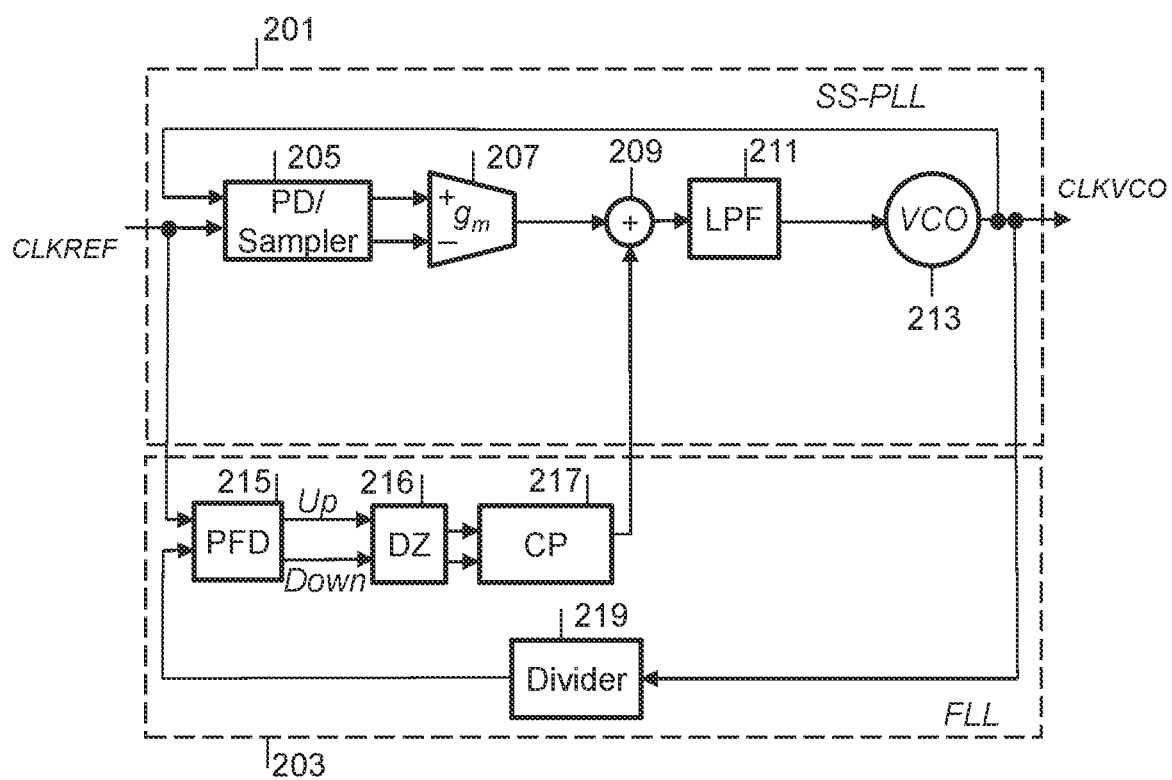 201
SS-PLL
205
207
209
211
PD/
Sampler
+
−
gm
+
LPF
VCO
CLKVCO
CLKREF
213
215
Up
216
217
PFD
DZ
CP
Down
219
Divider
FLL
203